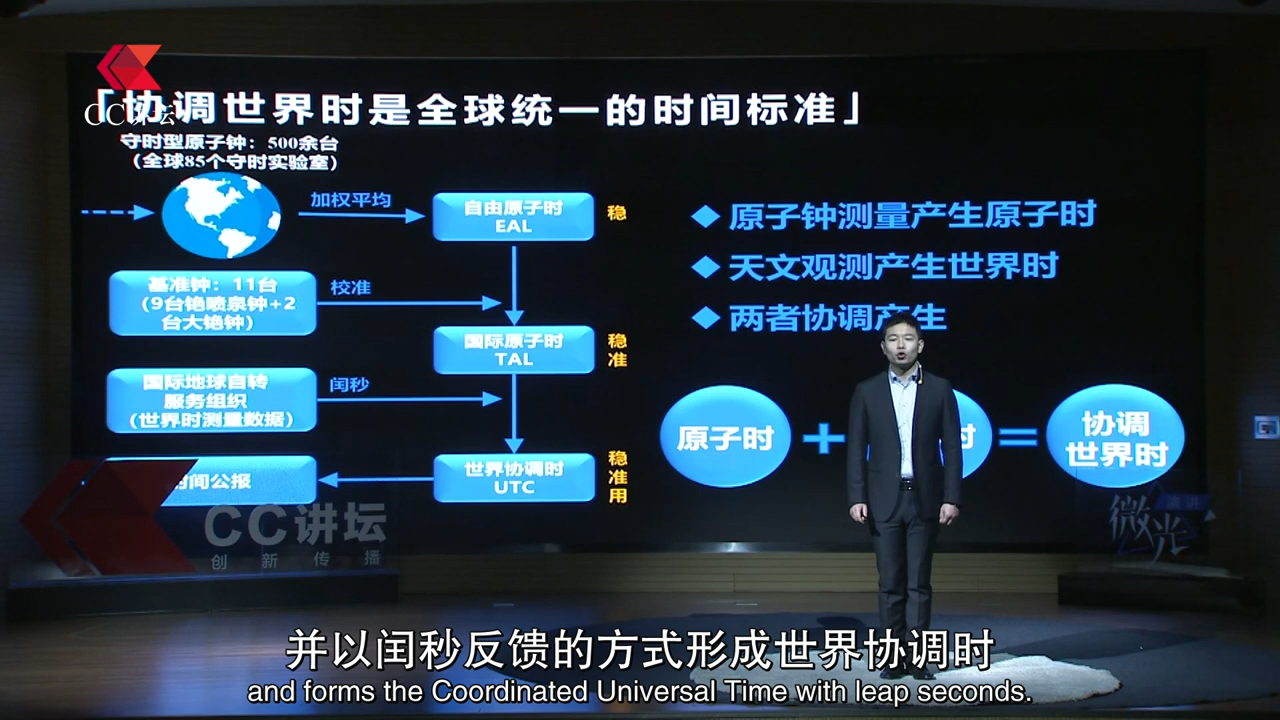 「协调世界时是全球统一的时间标准」
CC讲坛
守时型原子钟：500余台
（全球85个守时实验室）
加权平均
自由原子时
EAL
稳
基准钟：11台
(9台铯喷泉钟+2
台大铯钟)
校准
国际原子时
TAL
稳
准
国际地球自转
服务组织
(世界时测量数据)
闰秒
世界协调时
UTC
稳
准
用
时间公报
◆ 原子钟测量产生原子时
◆ 天文观测产生世界时
◆ 两者协调产生
原子时
+
时
=
协调
世界时
CC讲坛
创新传播
微光
演讲
并以闰秒反馈的方式形成世界协调时
and forms the Coordinated Universal Time with leap seconds.